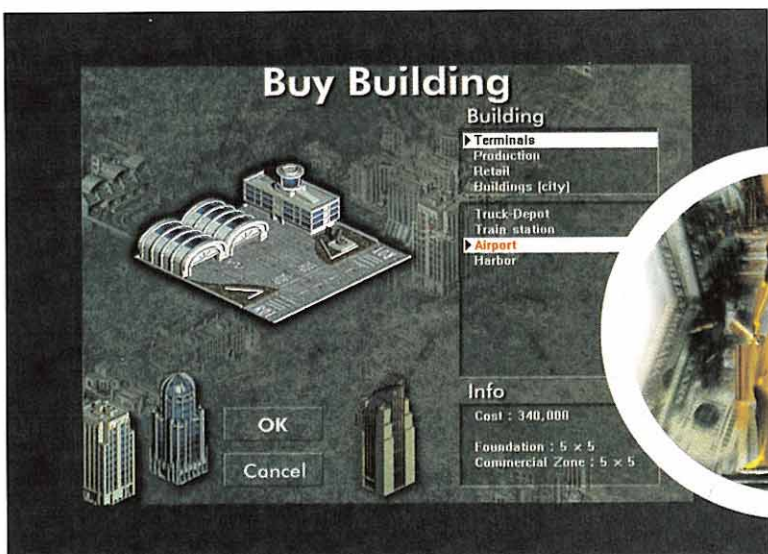 Buy Building
Building
Terminals
Production
Retail
Buildings (city)
Truck-Depot
Train station
Airport
Harbor
Info
Cost : 340,000
Foundation : 5 × 5
Commercial Zone : 5 × 5
OK
Cancel